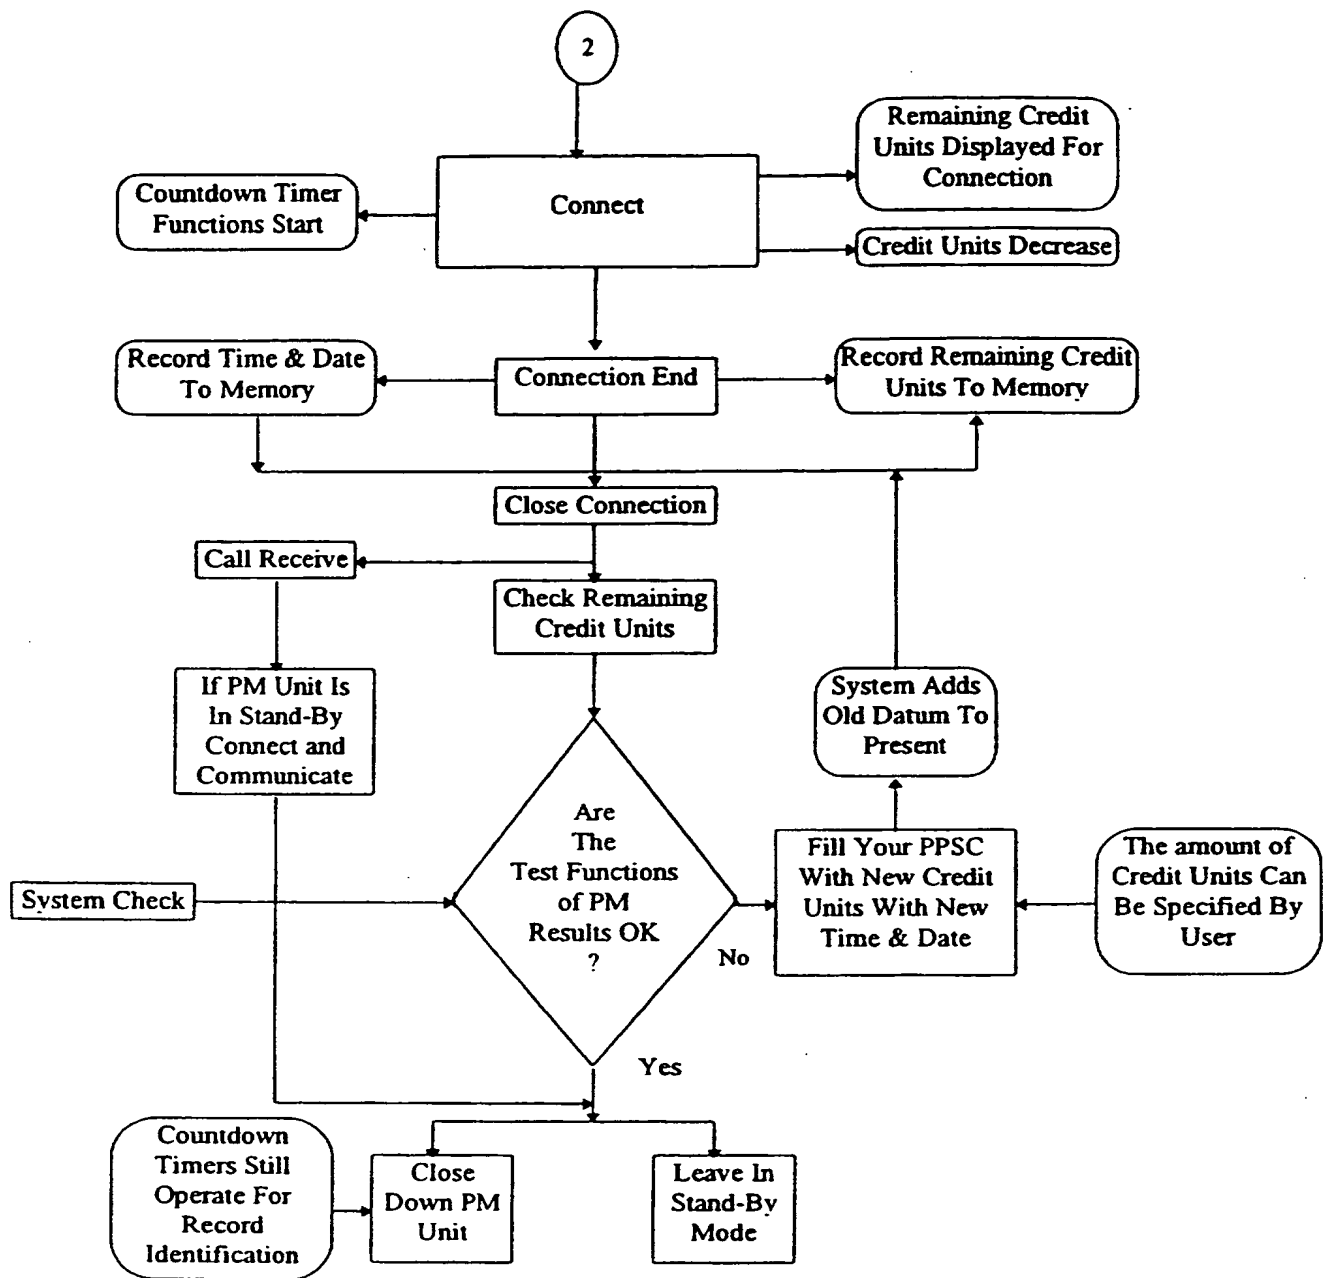 2
Remaining Credit
Units Displayed For
Connection
Countdown Timer
Functions Start
Connect
Credit Units Decrease
Record Time & Date
To Memory
Connection End
Record Remaining Credit
Units To Memory
Close Connection
Call Receive
Check Remaining
Credit Units
If PM Unit Is
In Stand-By
Connect and
Communicate
System Adds
Old Datum To
Present
Are
The
Test Functions
of PM
Results OK
?
Fill Your PPSC
With New Credit
Units With New
Time & Date
The amount of
Credit Units Can
Be Specified By
User
System Check
No
Yes
Countdown
Timers Still
Operate For
Record
Identification
Close
Down PM
Unit
Leave In
Stand-By
Mode